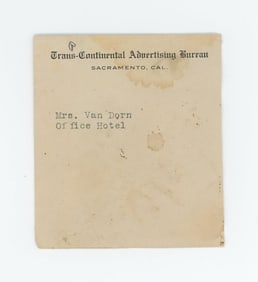 Trans-Continental Advertising Bureau
SACRAMENTO, CAL.
Mrs. Van Dorn
Office Hotel